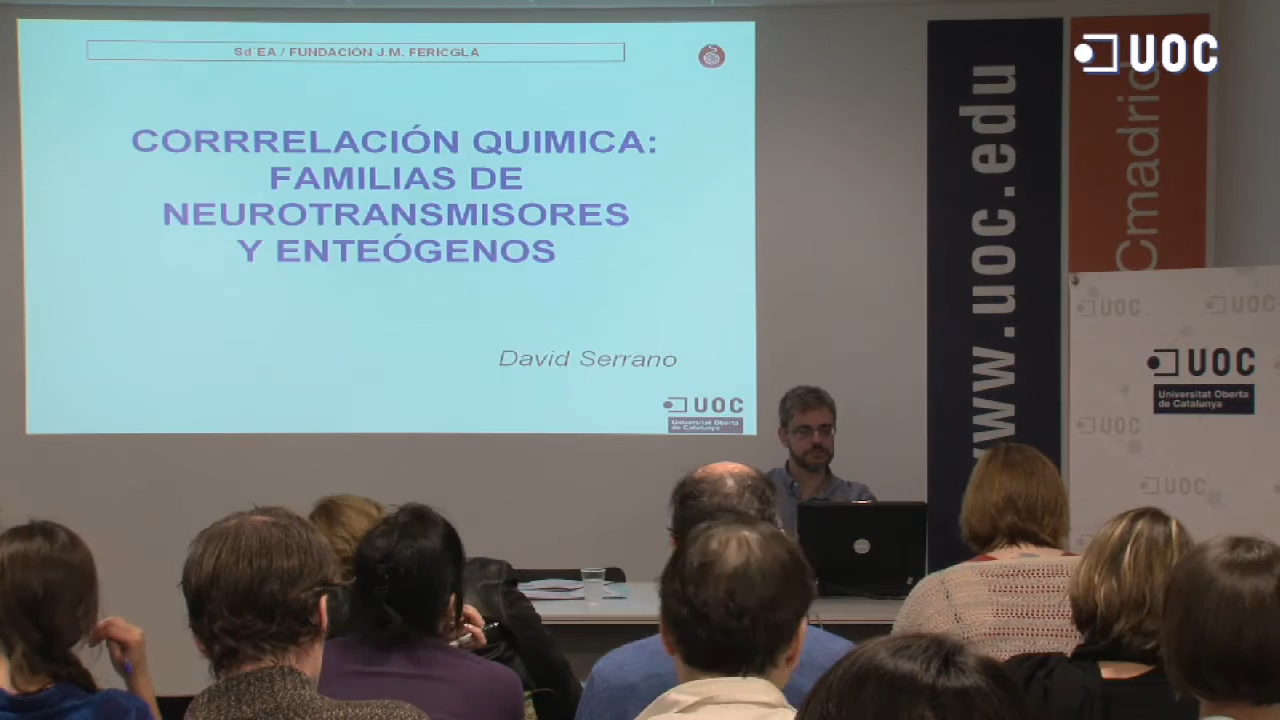 Sd´EA / FUNDACIÓN J.M. FERICGLA
CORRRELACIÓN QUIMICA:
FAMILIAS DE
NEUROTRANSMISORES
Y ENTEÓGENOS
David Serrano
UOC
Universitat Oberta
de Catalunya
www.uoc.edu
Cmadrid
UOC
UOC
UOC
UOC
Universitat Oberta
de Catalunya
UOC
UOC